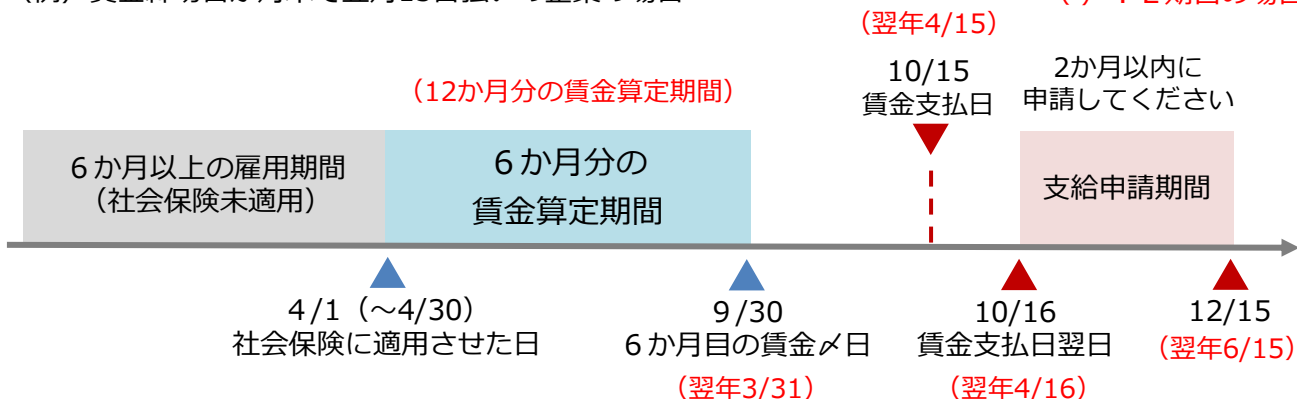 （翌年4/15）
10/15
賃金支払日
2か月以内に
申請してください
（12か月分の賃金算定期間）
６か月以上の雇用期間
（社会保険未適用）
６か月分の
賃金算定期間
支給申請期間
4/1（～4/30）
社会保険に適用させた日
9/30
６か月目の賃金〆日
（翌年3/31）
10/16
賃金支払日翌日
（翌年4/16）
12/15
（翌年6/15）